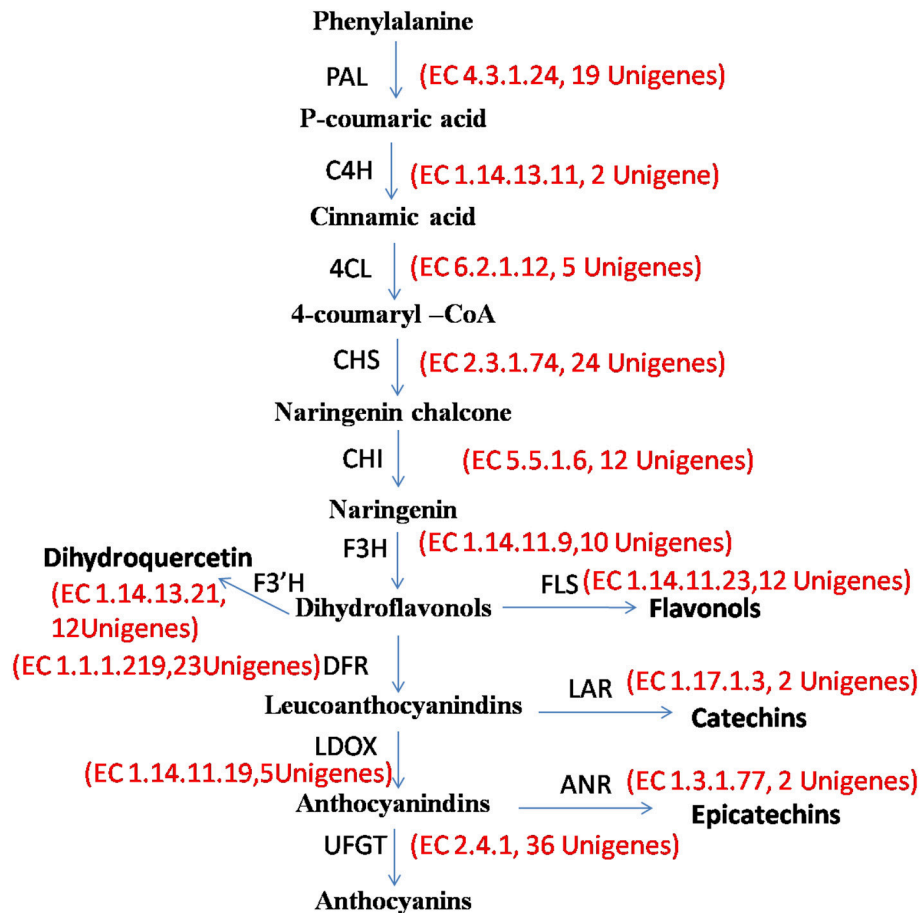 Phenylalanine
PAL (EC 4.3.1.24, 19 Unigenes)
P-coumaric acid
C4H (EC 1.14.13.11, 2 Unigene)
Cinnamic acid
4CL (EC 6.2.1.12, 5 Unigenes)
4-coumaryl –CoA
CHS (EC 2.3.1.74, 24 Unigenes)
Naringenin chalcone
CHI (EC 5.5.1.6, 12 Unigenes)
Naringenin
F3H (EC 1.14.11.9,10 Unigenes)
Dihydroquercetin
F3’H
(EC 1.14.13.21,
12Unigenes)
FLS (EC 1.14.11.23,12 Unigenes)
Dihydroflavonols
Flavonols
(EC 1.1.1.219,23Unigenes) DFR
LAR (EC 1.17.1.3, 2 Unigenes)
Leucoanthocyanindins
Catechins
LDOX
(EC 1.14.11.19,5Unigenes)
ANR (EC 1.3.1.77, 2 Unigenes)
Anthocyanindins
Epicatechins
UFGT (EC 2.4.1, 36 Unigenes)
Anthocyanins